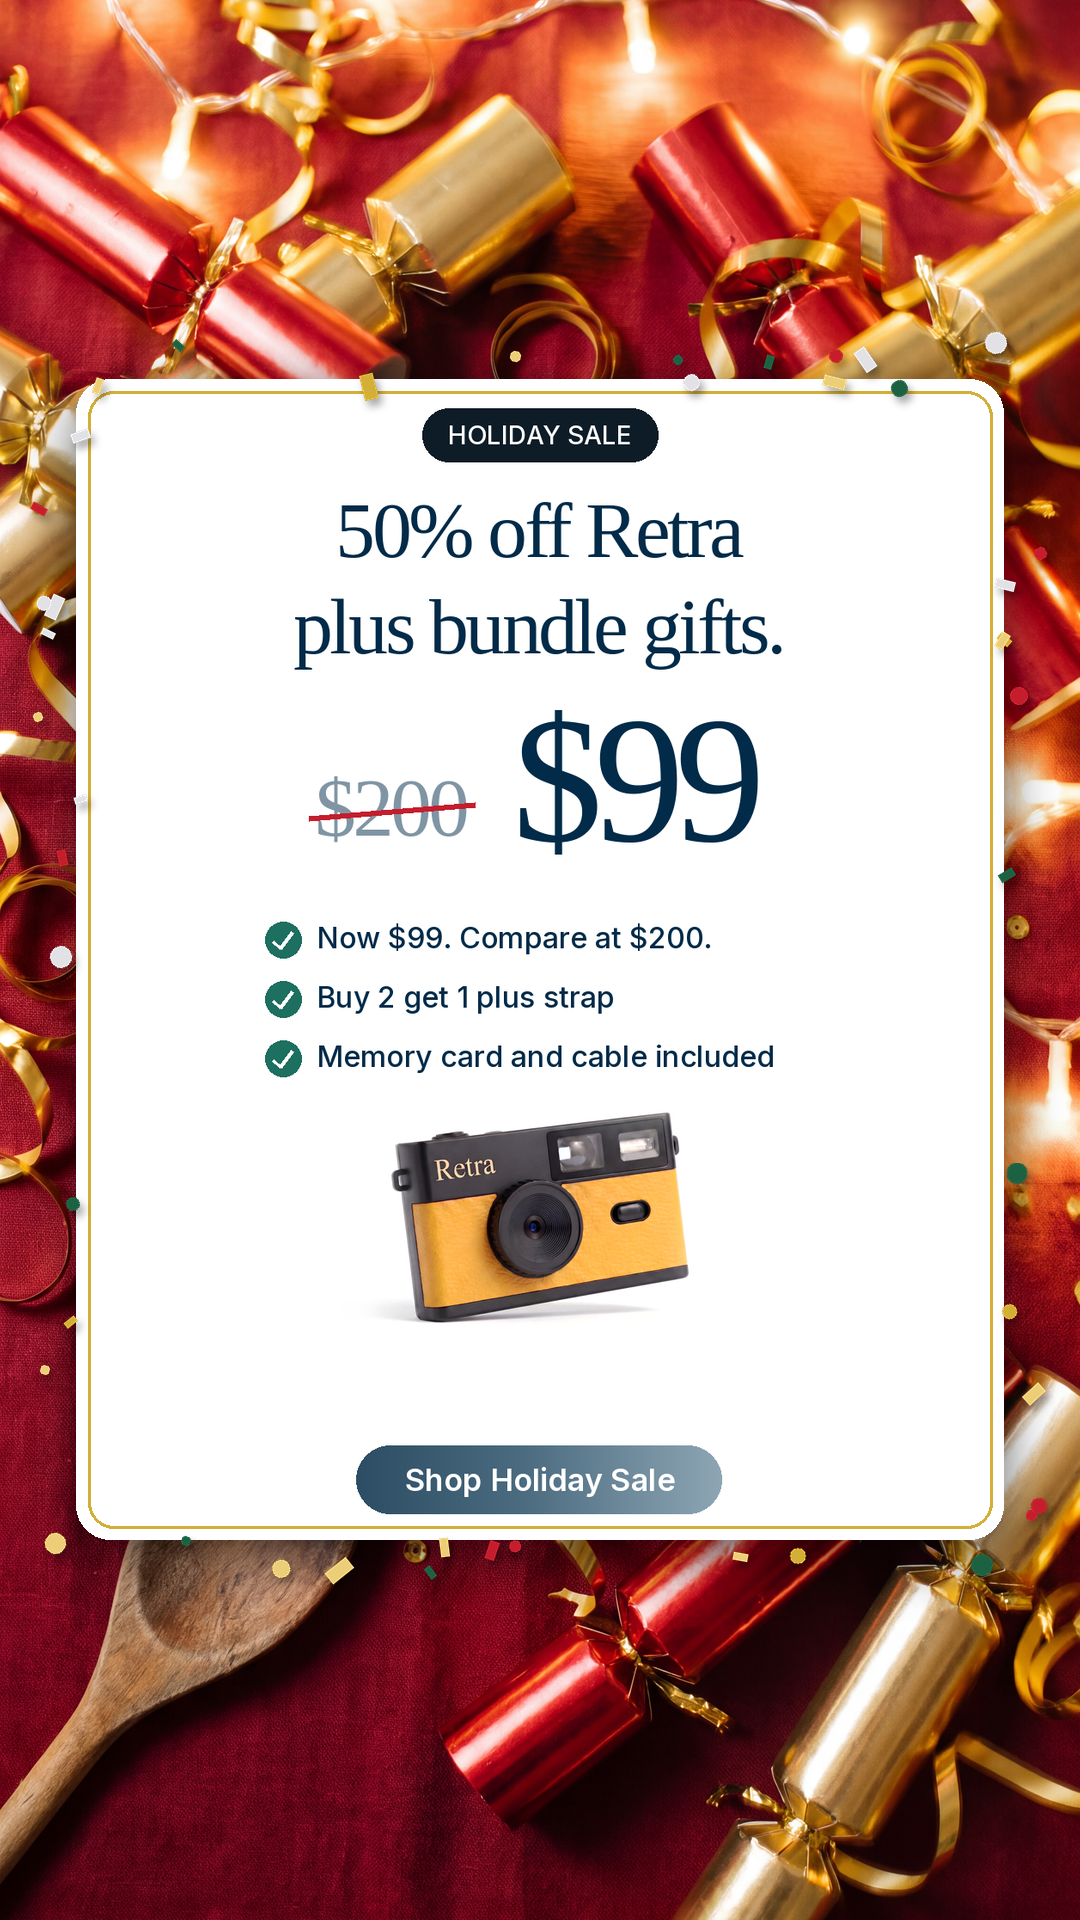 HOLIDAY SALE
50% off Retra
plus bundle gifts.
$200 $99
Now $99. Compare at $200.
Buy 2 get 1 plus strap
Memory card and cable included
Retra
Shop Holiday Sale